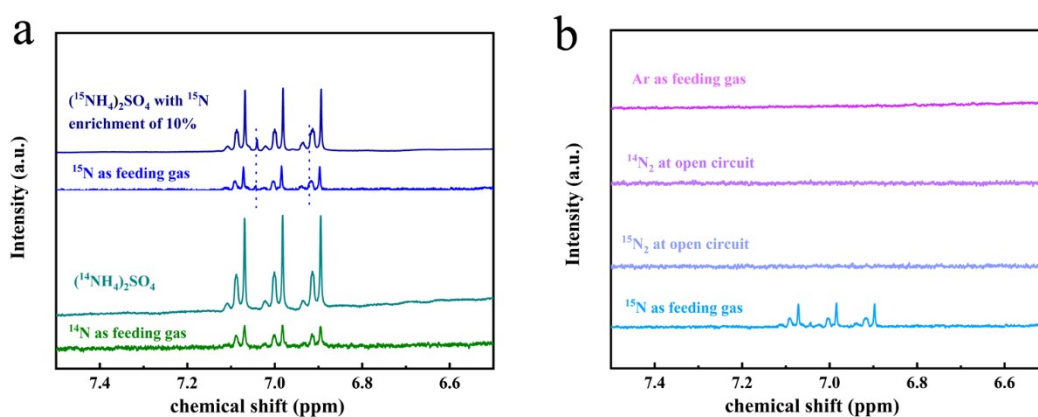 a
(¹⁵NH₄)₂SO₄ with ¹⁵N
enrichment of 10%
¹⁵N as feeding gas
(¹⁴NH₄)₂SO₄
¹⁴N as feeding gas
Intensity (a.u.)
7.4 7.2 7.0 6.8 6.6
chemical shift (ppm)
b
Ar as feeding gas
¹⁴N₂ at open circuit
¹⁵N₂ at open circuit
¹⁵N as feeding gas
Intensity (a.u.)
7.4 7.2 7.0 6.8 6.6
chemical shift (ppm)